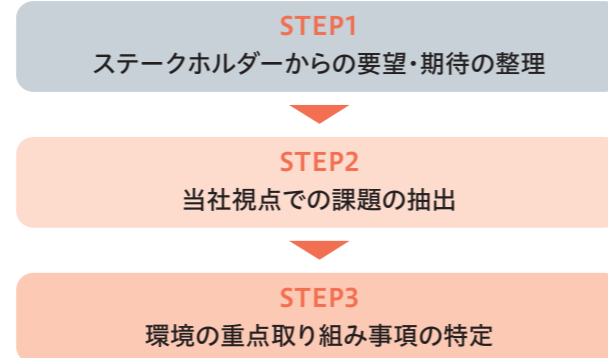 STEP1
ステークホルダーからの要望・期待の整理
STEP2
当社視点での課題の抽出
STEP3
環境の重点取り組み事項の特定